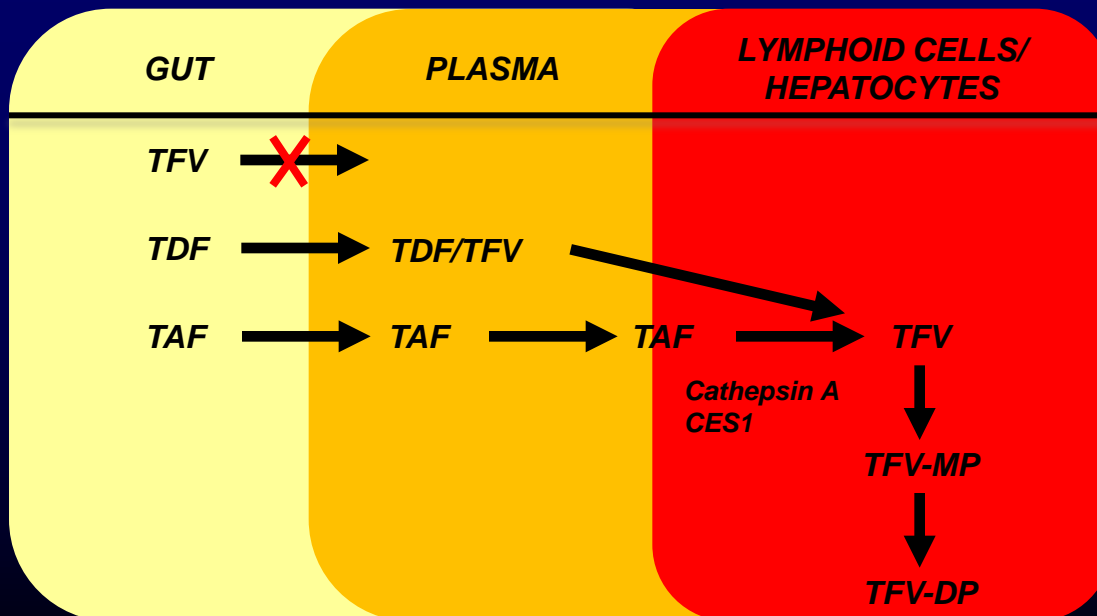 GUT
PLASMA
LYMPHOID CELLS/
HEPATOCYTES
TFV
TDF
TDF/TFV
TAF
TAF
TAF
TFV
Cathepsin A
CES1
TFV-MP
TFV-DP